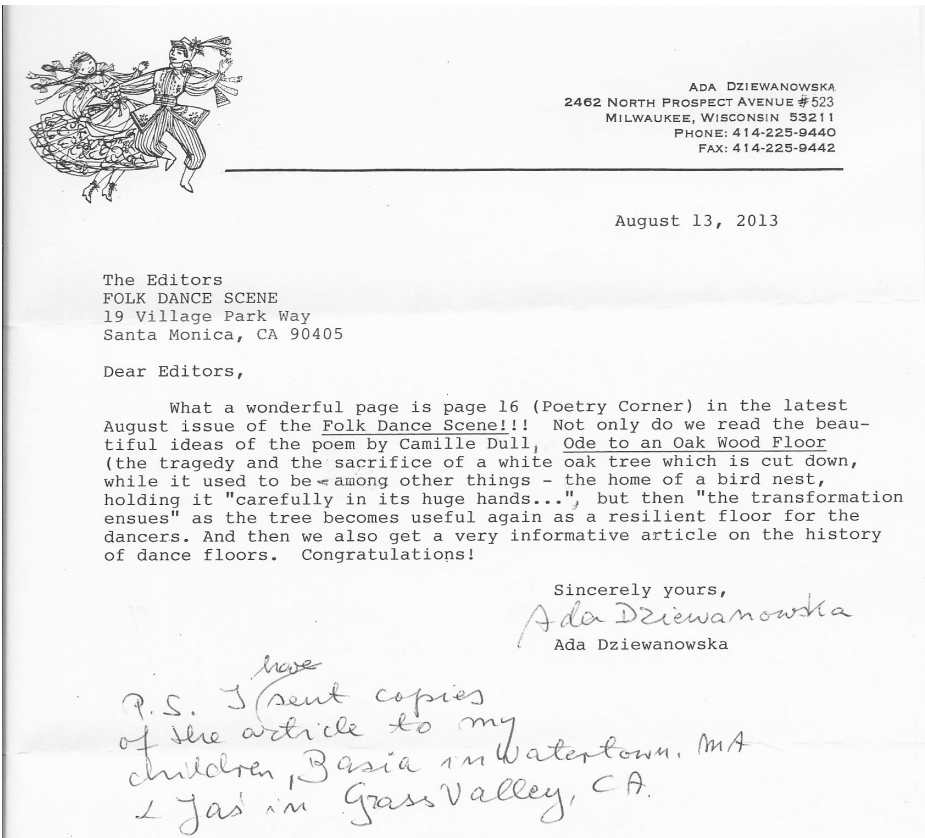 ADA DZIEWANOWSKA
2462 NORTH PROSPECT AVENUE #523
MILWAUKEE, WISCONSIN 53211
PHONE: 414-225-9440
FAX: 414-225-9442
August 13, 2013
The Editors
FOLK DANCE SCENE
19 Village Park Way
Santa Monica, CA 90405
Dear Editors,
What a wonderful page is page 16 (Poetry Corner) in the latest
August issue of the Folk Dance Scene!!! Not only do we read the beau-
tiful ideas of the poem by Camille Dull, Ode to an Oak Wood Floor
(the tragedy and the sacrifice of a white oak tree which is cut down,
while it used to be - among other things - the home of a bird nest,
holding it "carefully in its huge hands...", but then "the transformation
ensues" as the tree becomes useful again as a resilient floor for the
dancers. And then we also get a very informative article on the history
of dance floors. Congratulations!
Sincerely yours,
Ada Dziewanowska
Ada Dziewanowska
P.S. I have sent copies
of the article to my
children, Basia in Watertown, MA
& Jaś in Grass Valley, CA.